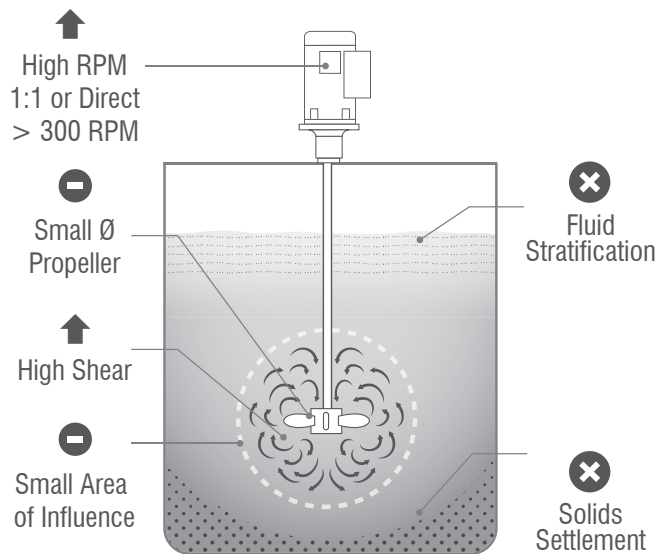 High RPM
1:1 or Direct
> 300 RPM
Small Ø
Propeller
High Shear
Small Area
of Influence
Fluid
Stratification
Solids
Settlement